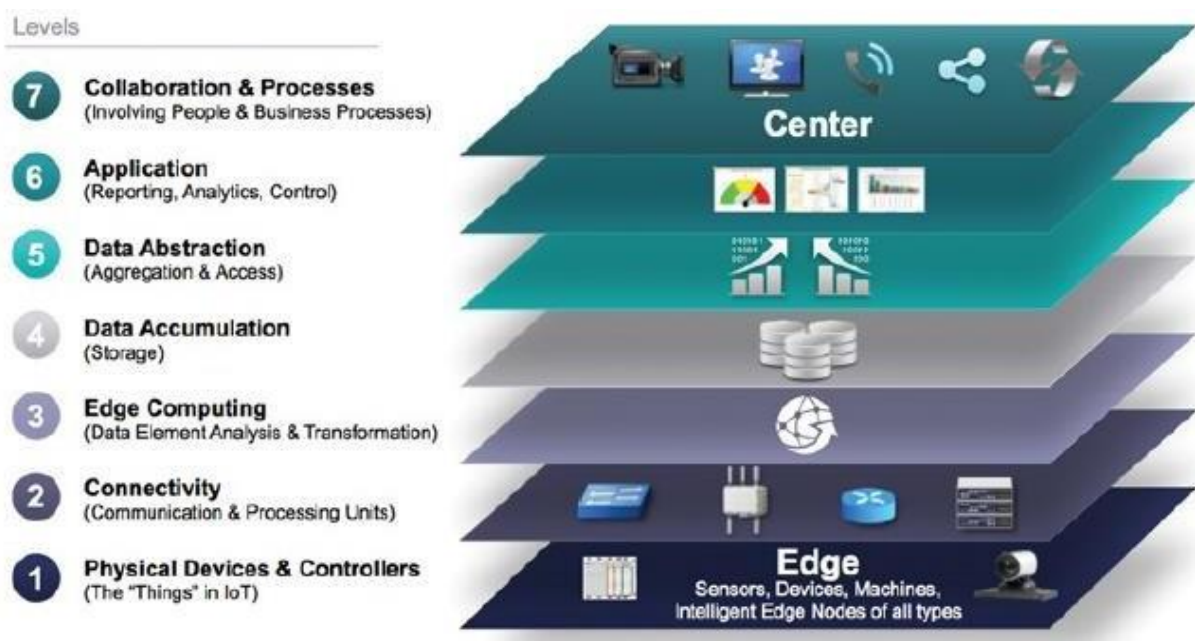 Levels
7
Collaboration & Processes
(Involving People & Business Processes)
6
Application
(Reporting, Analytics, Control)
5
Data Abstraction
(Aggregation & Access)
4
Data Accumulation
(Storage)
3
Edge Computing
(Data Element Analysis & Transformation)
2
Connectivity
(Communication & Processing Units)
1
Physical Devices & Controllers
(The "Things" in IoT)
Center
Edge
Sensors, Devices, Machines,
Intelligent Edge Nodes of all types